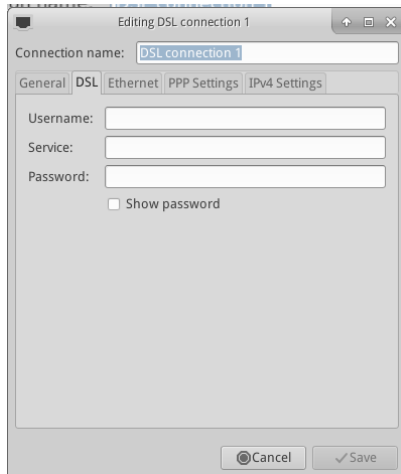 Editing DSL connection 1
Connection name: DSL connection 1
General DSL Ethernet PPP Settings IPv4 Settings
Username:
Service:
Password:
Show password
Cancel Save